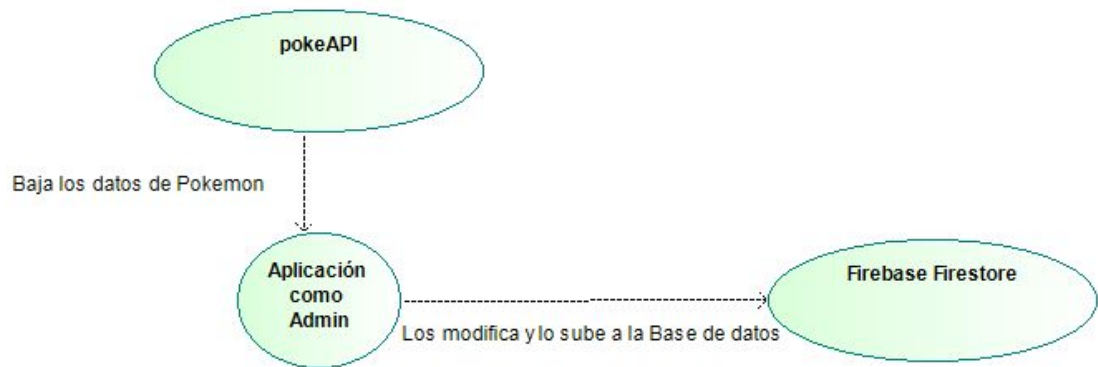 pokeAPI
Baja los datos de Pokemon
Aplicación
como
Admin
Firebase Firestore
Los modifica y lo sube a la Base de datos